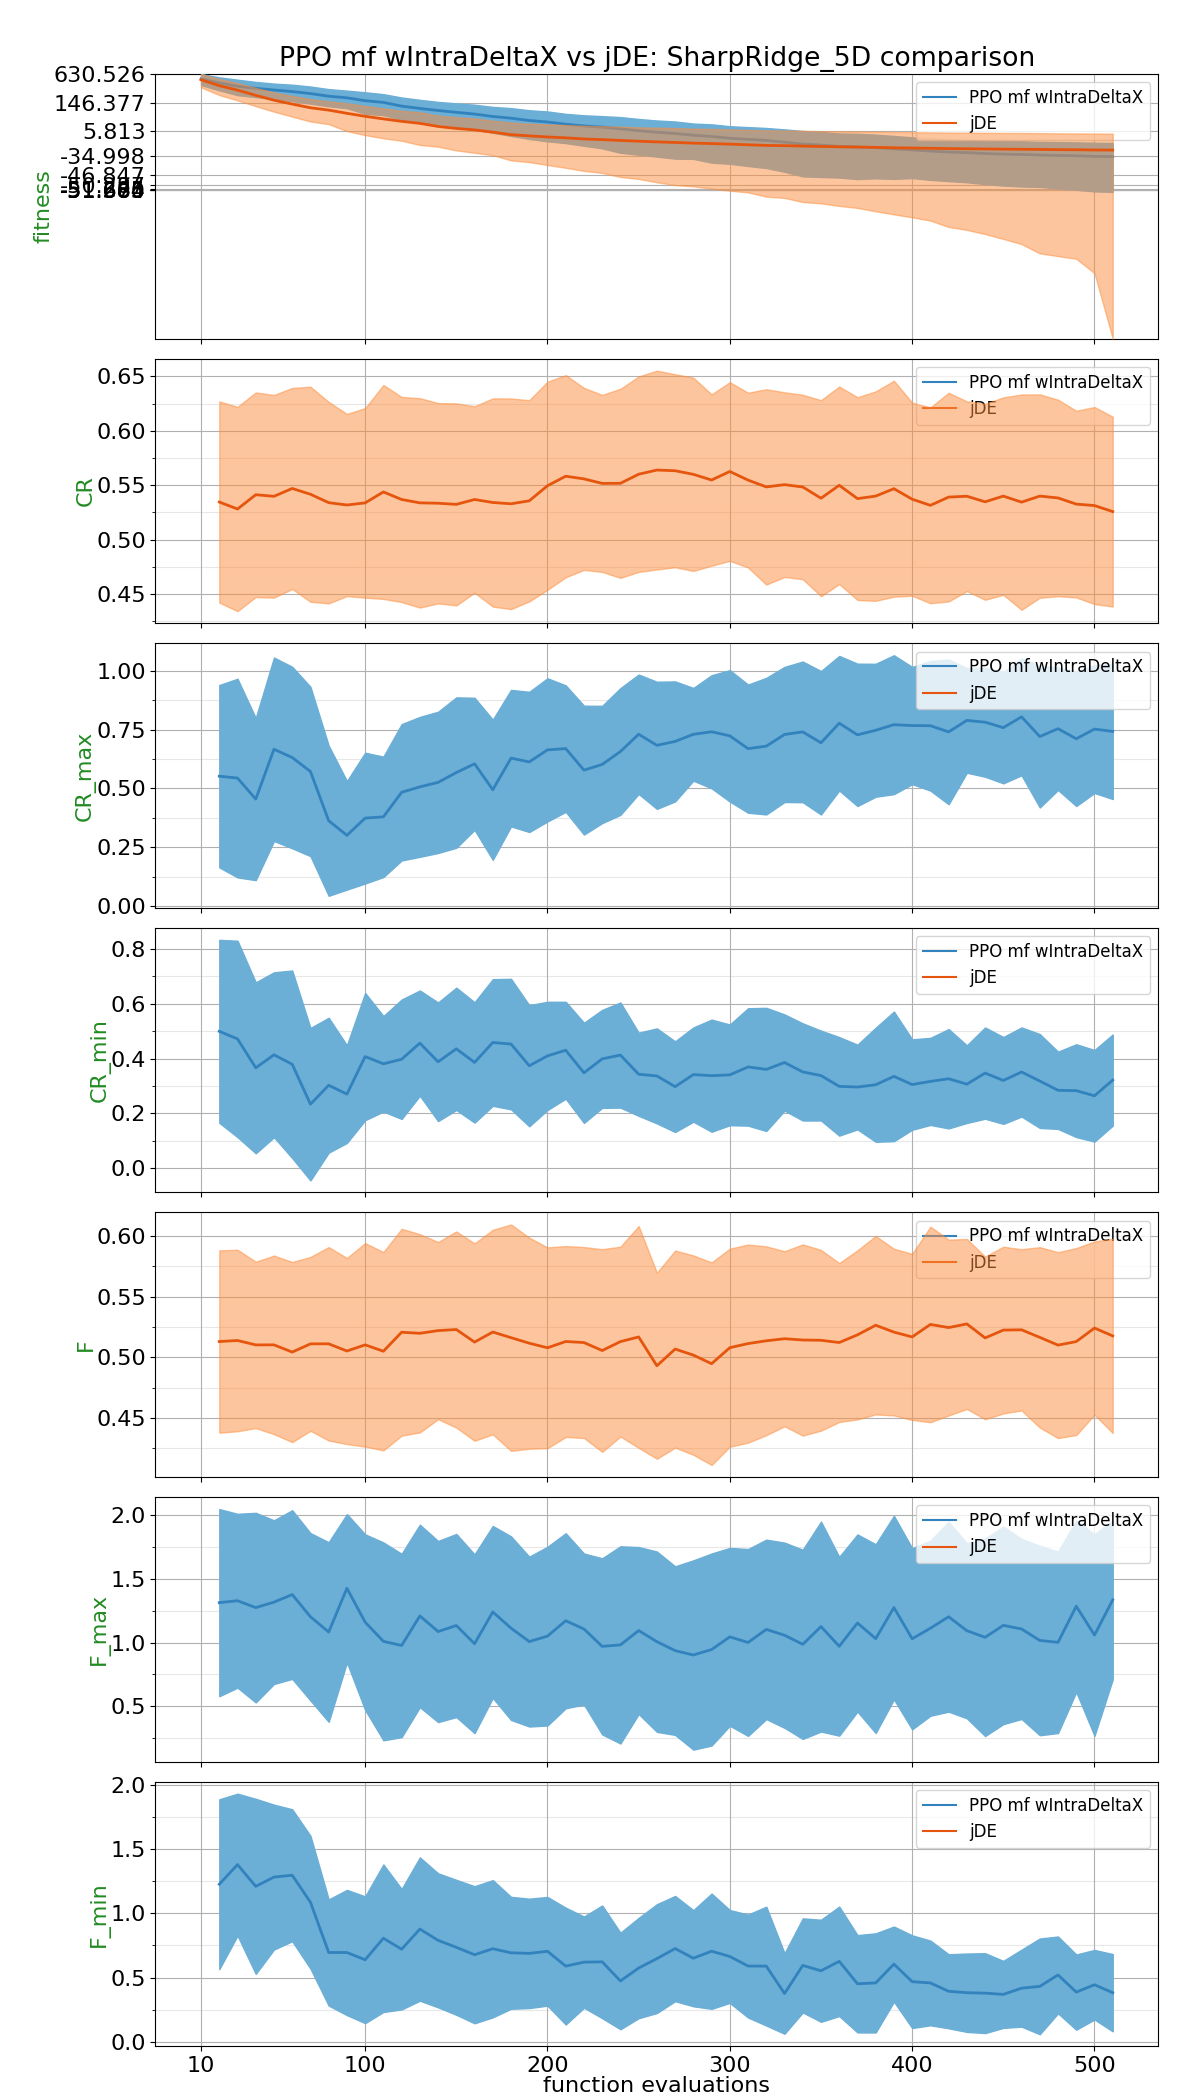 PPO mf wIntraDeltaX vs jDE: SharpRidge_5D comparison
630.526
146.377
5.813
-34.998
-46.847
fitness
PPO mf wIntraDeltaX
jDE
0.65
0.60
0.55
0.50
0.45
CR
PPO mf wIntraDeltaX
jDE
1.00
0.75
0.50
0.25
0.00
CR_max
PPO mf wIntraDeltaX
jDE
0.8
0.6
0.4
0.2
0.0
CR_min
PPO mf wIntraDeltaX
jDE
0.60
0.55
0.50
0.45
F
PPO mf wIntraDeltaX
jDE
2.0
1.5
1.0
0.5
F_max
PPO mf wIntraDeltaX
jDE
2.0
1.5
1.0
0.5
0.0
F_min
PPO mf wIntraDeltaX
jDE
10 100 200 300 400 500
function evaluations